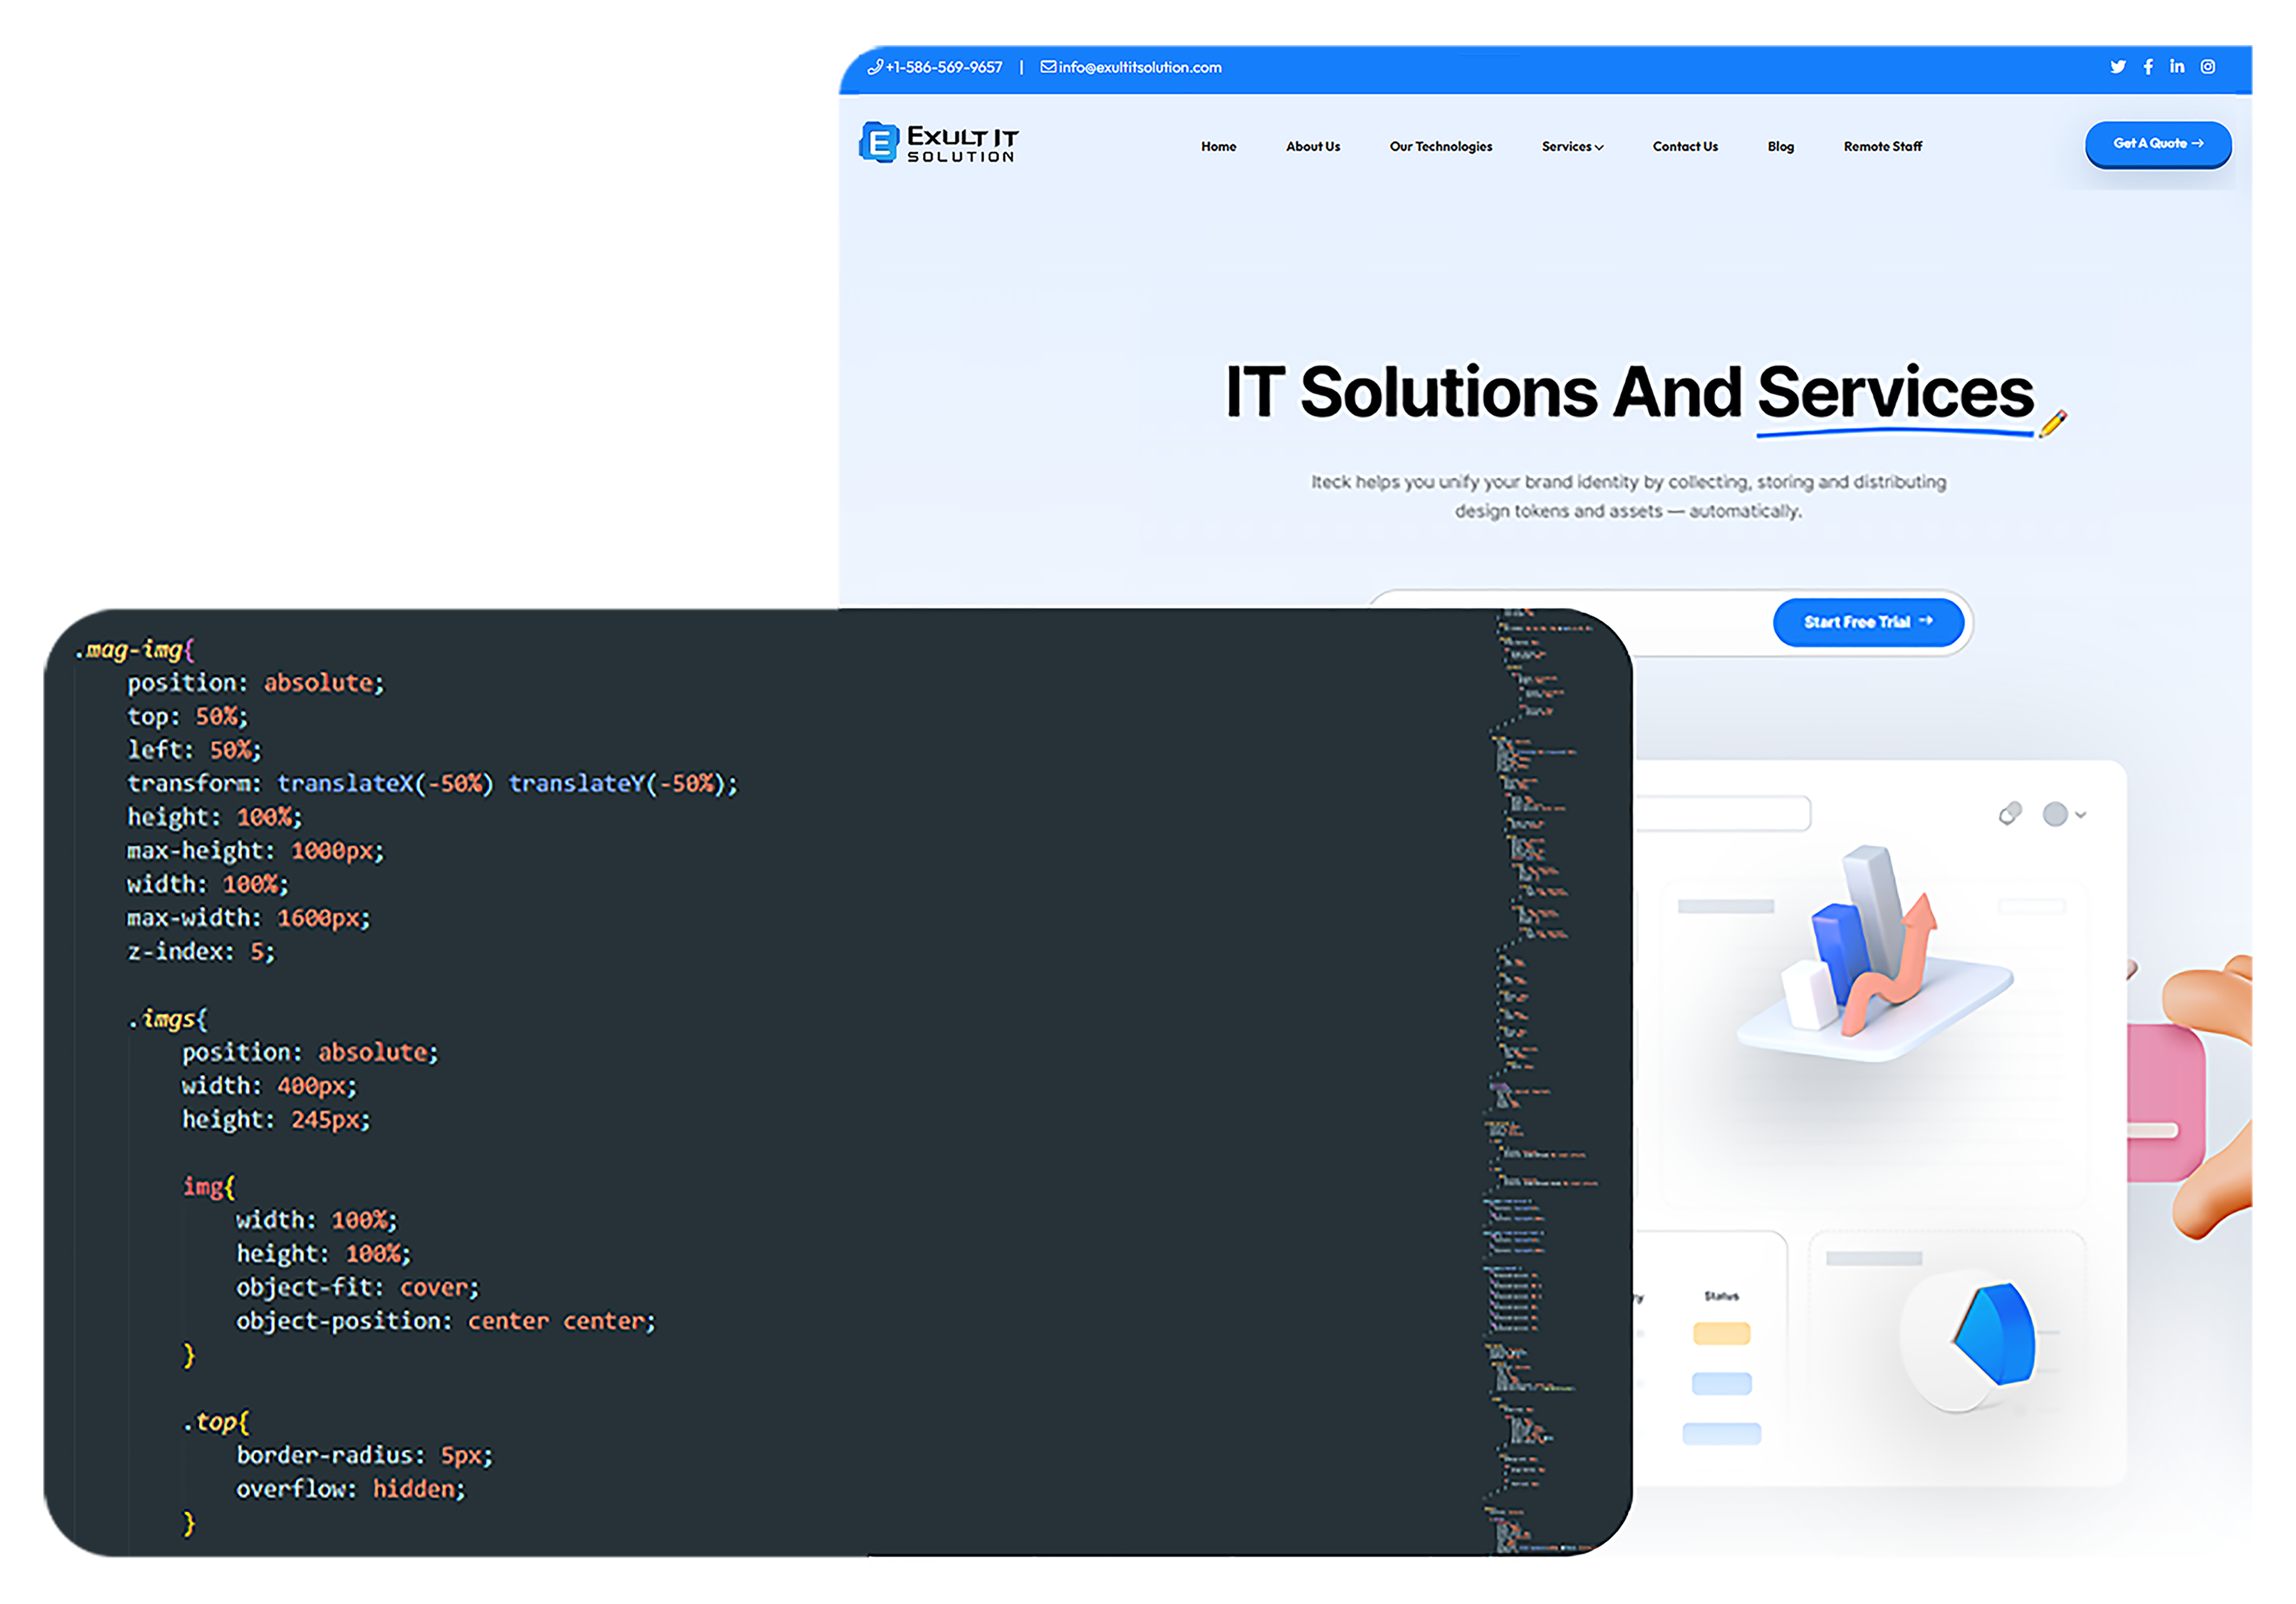 +1-586-569-9657 | info@exultitsolution.com
EXULT IT
SOLUTION
Home About Us Our Technologies Services Contact Us Blog Remote Staff
Get A Quote →
IT Solutions And Services
Iteck helps you unify your brand identity by collecting, storing and distributing
design tokens and assets — automatically.
Start Free Trial →
Status
.mag-img{
position: absolute;
top: 50%;
left: 50%;
transform: translateX(-50%) translateY(-50%);
height: 100%;
max-height: 1000px;
width: 100%;
max-width: 1600px;
z-index: 5;
.imgs{
position: absolute;
width: 400px;
height: 245px;
img{
width: 100%;
height: 100%;
object-fit: cover;
object-position: center center;
}
.top{
border-radius: 5px;
overflow: hidden;
}